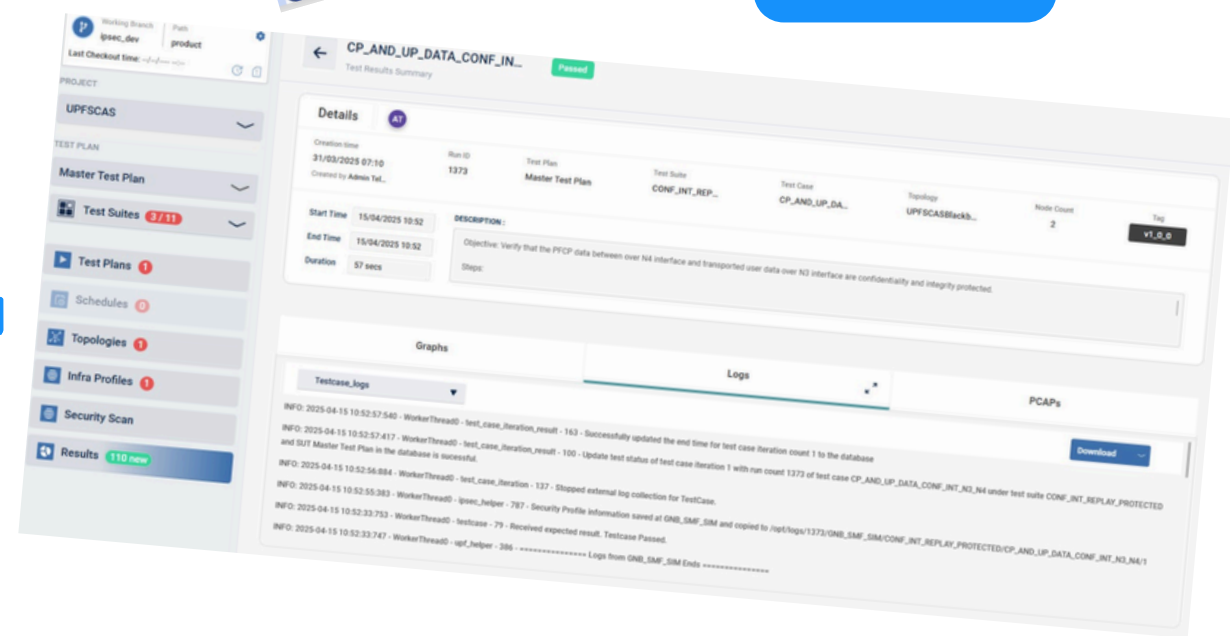 Working Branch
ipsec_dev
Path
product
Last Checkout time: --/--/---- --:--
PROJECT
UPFSCAS
TEST PLAN
Master Test Plan
Test Suites 3 / 11
Test Plans 1
Schedules 0
Topologies 1
Infra Profiles 1
Security Scan
Results 110 new
CP_AND_UP_DATA_CONF_IN...
Passed
Test Results Summary
Details
AT
Creation time
31/03/2025 07:10
Created by Admin Tel...
Run ID
1373
Test Plan
Master Test Plan
Test Suite
CONF_INT_REP...
Test Case
CP_AND_UP_DA...
Topology
UPFSCASBlackb...
Node Count
2
Tag
v1_0_0
Start Time 15/04/2025 10:52
End Time 15/04/2025 10:52
Duration 57 secs
DESCRIPTION :
Objective: Verify that the PFCP data between over N4 interface and transported user data over N3 interface are confidentiality and integrity protected.
Steps:
Graphs
Logs
PCAPs
Testcase_logs
Download
INFO: 2025-04-15 10:52:57:540 - WorkerThread0 - test_case_iteration_result - 163 - Successfully updated the end time for test case iteration count 1 to the database
INFO: 2025-04-15 10:52:57:417 - WorkerThread0 - test_case_iteration_result - 100 - Update test status of test case iteration 1 with run count 1373 of test case CP_AND_UP_DATA_CONF_INT_N3_N4 under test suite CONF_INT_REPLAY_PROTECTED
and SUT Master Test Plan in the database is sucessful.
INFO: 2025-04-15 10:52:56:884 - WorkerThread0 - test_case_iteration - 137 - Stopped external log collection for TestCase.
INFO: 2025-04-15 10:52:55:383 - WorkerThread0 - ipsec_helper - 787 - Security Profile information saved at GNB_SMF_SIM and copied to /opt/logs/1373/GNB_SMF_SIM/CONF_INT_REPLAY_PROTECTED/CP_AND_UP_DATA_CONF_INT_N3_N4/1
INFO: 2025-04-15 10:52:33:753 - WorkerThread0 - testcase - 79 - Received expected result. Testcase Passed.
INFO: 2025-04-15 10:52:33:747 - WorkerThread0 - upf_helper - 386 - =============== Logs from GNB_SMF_SIM Ends ===============